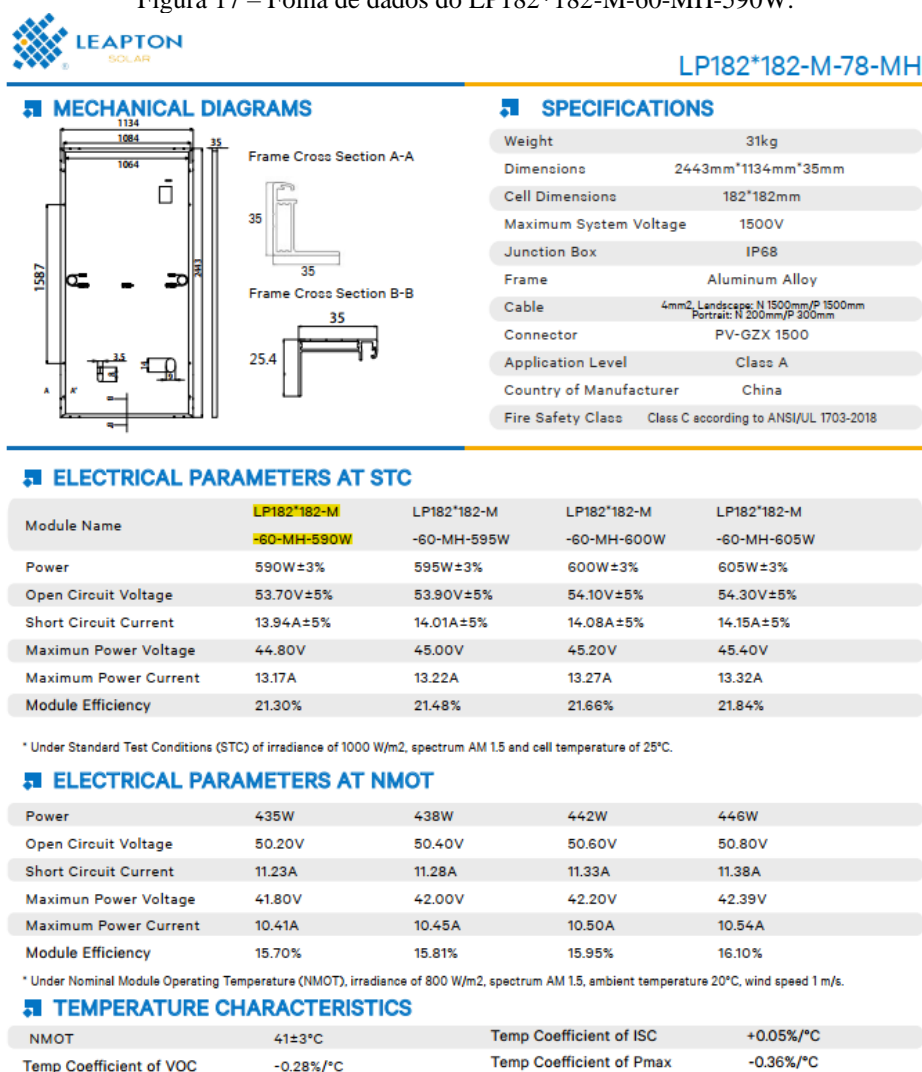 Figura 17 – Folha de dados do LP182*182-M-60-MH-590W.
LEAPTON
SOLAR
®
LP182*182-M-78-MH
MECHANICAL DIAGRAMS
1134
1084
1064
35
1587
2443
3.5
14
9
A A'
Frame Cross Section A-A
35
35
Frame Cross Section B-B
35
25.4
SPECIFICATIONS
Weight 31kg
Dimensions 2443mm*1134mm*35mm
Cell Dimensions 182*182mm
Maximum System Voltage 1500V
Junction Box IP68
Frame Aluminum Alloy
Cable 4mm2, Landscape: N 1500mm/P 1500mm
Portrait: N 200mm/P 300mm
Connector PV-GZX 1500
Application Level Class A
Country of Manufacturer China
Fire Safety Class Class C according to ANSI/UL 1703-2018
ELECTRICAL PARAMETERS AT STC
Module Name LP182*182-M LP182*182-M LP182*182-M LP182*182-M
-60-MH-590W -60-MH-595W -60-MH-600W -60-MH-605W
Power 590W±3% 595W±3% 600W±3% 605W±3%
Open Circuit Voltage 53.70V±5% 53.90V±5% 54.10V±5% 54.30V±5%
Short Circuit Current 13.94A±5% 14.01A±5% 14.08A±5% 14.15A±5%
Maximun Power Voltage 44.80V 45.00V 45.20V 45.40V
Maximum Power Current 13.17A 13.22A 13.27A 13.32A
Module Efficiency 21.30% 21.48% 21.66% 21.84%
* Under Standard Test Conditions (STC) of irradiance of 1000 W/m2, spectrum AM 1.5 and cell temperature of 25°C.
ELECTRICAL PARAMETERS AT NMOT
Power 435W 438W 442W 446W
Open Circuit Voltage 50.20V 50.40V 50.60V 50.80V
Short Circuit Current 11.23A 11.28A 11.33A 11.38A
Maximun Power Voltage 41.80V 42.00V 42.20V 42.39V
Maximum Power Current 10.41A 10.45A 10.50A 10.54A
Module Efficiency 15.70% 15.81% 15.95% 16.10%
* Under Nominal Module Operating Temperature (NMOT), irradiance of 800 W/m2, spectrum AM 1.5, ambient temperature 20°C, wind speed 1 m/s.
TEMPERATURE CHARACTERISTICS
NMOT 41±3°C Temp Coefficient of ISC +0.05%/°C
Temp Coefficient of VOC -0.28%/°C Temp Coefficient of Pmax -0.36%/°C